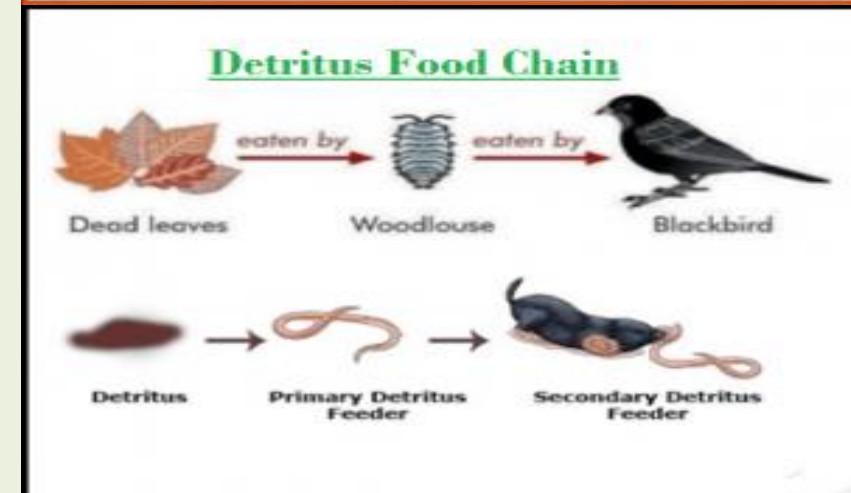 Detritus Food Chain
eaten by eaten by
Dead leaves Woodlouse Blackbird
Detritus Primary Detritus Feeder Secondary Detritus Feeder